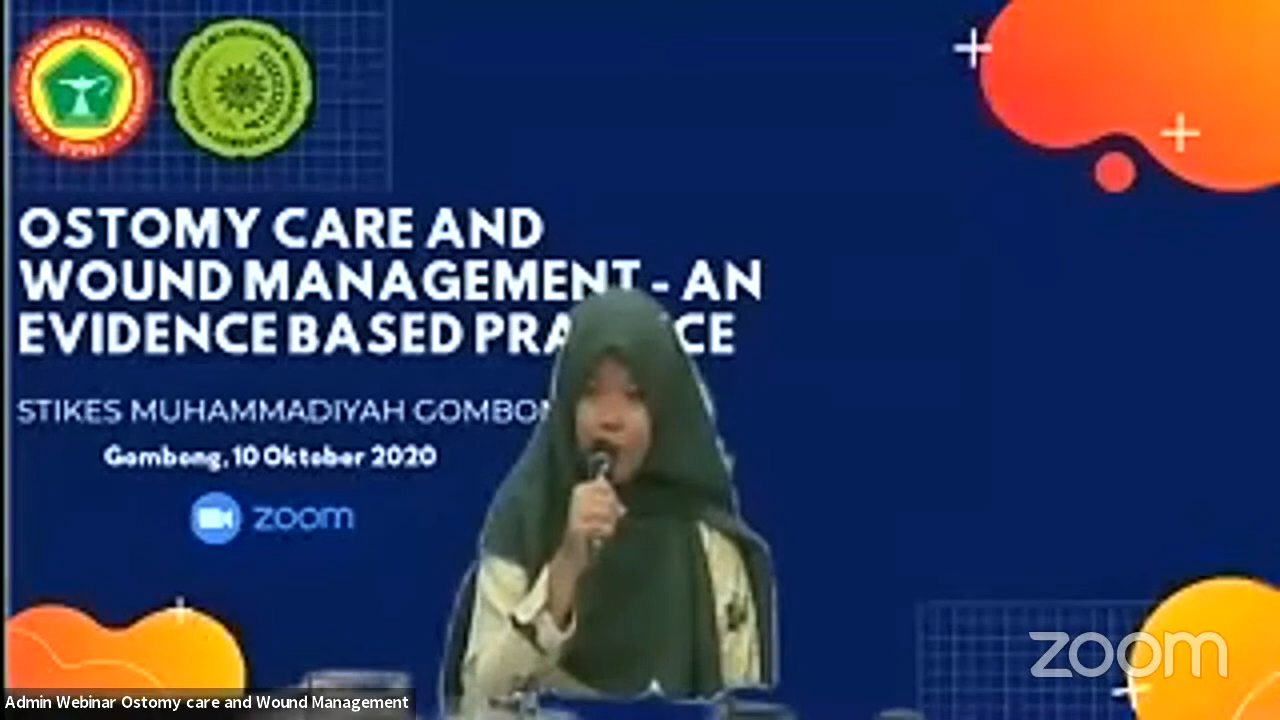 OSTOMY CARE AND
WOUND MANAGEMENT - AN
EVIDENCE BASED PRA CE
STIKES MUHAMMADIYAH GOMBON
Gombong, 10 Oktober 2020
zoom
zoom
Admin Webinar Ostomy care and Wound Management